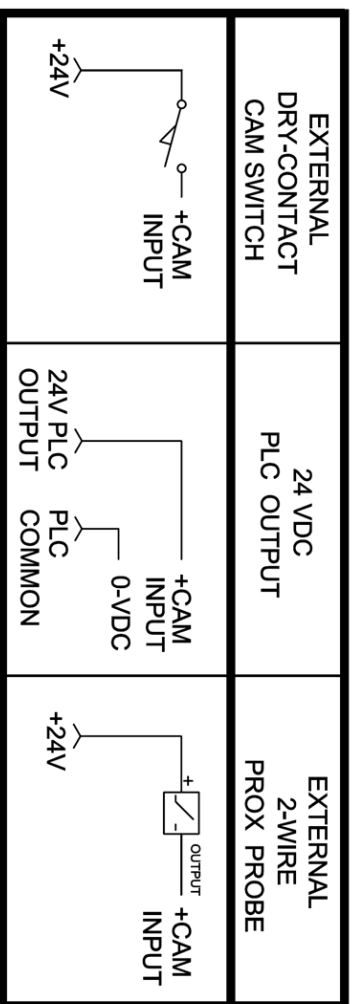 EXTERNAL
DRY-CONTACT
CAM SWITCH
+24V
+CAM
INPUT
24 VDC
PLC OUTPUT
24V PLC
OUTPUT
PLC
COMMON
+CAM
INPUT
0-VDC
EXTERNAL
2-WIRE
PROX PROBE
+24V
+
-
OUTPUT
+CAM
INPUT